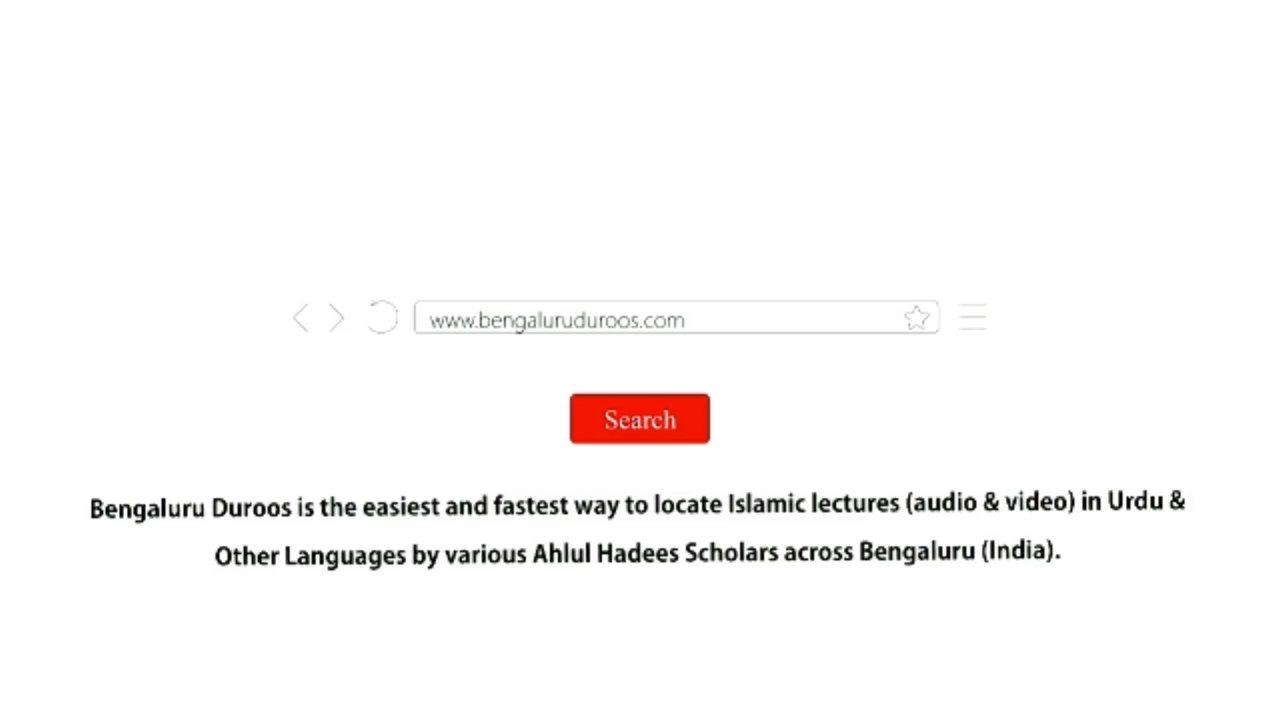 www.bengaluruduroos.com
Search
Bengaluru Duroos is the easiest and fastest way to locate Islamic lectures (audio & video) in Urdu &
Other Languages by various Ahlul Hadees Scholars across Bengaluru (India).